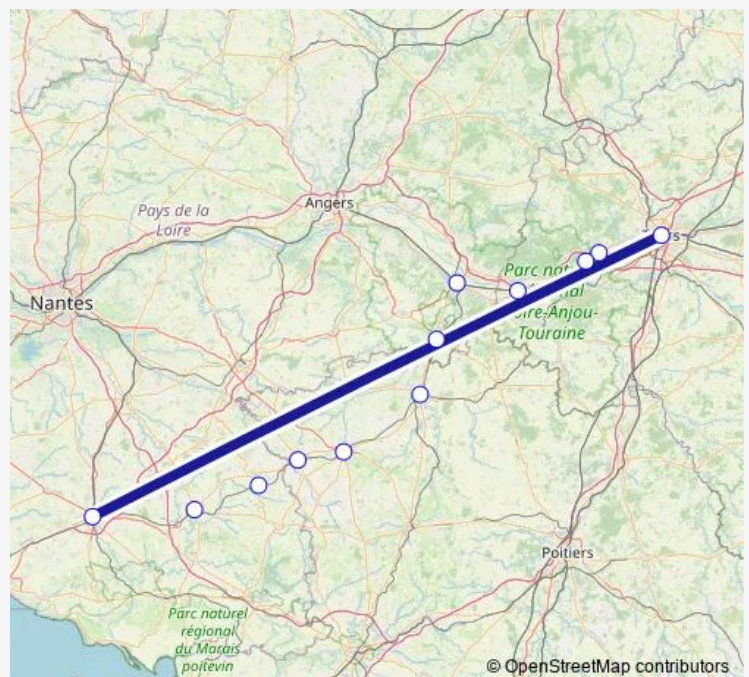 Angers
Pays de la
Loire
Nantes
Parc
Loire-Anjou-
Touraine
Poitiers
Parc naturel
régional
du Marais
poitevin
© OpenStreetMap contributors